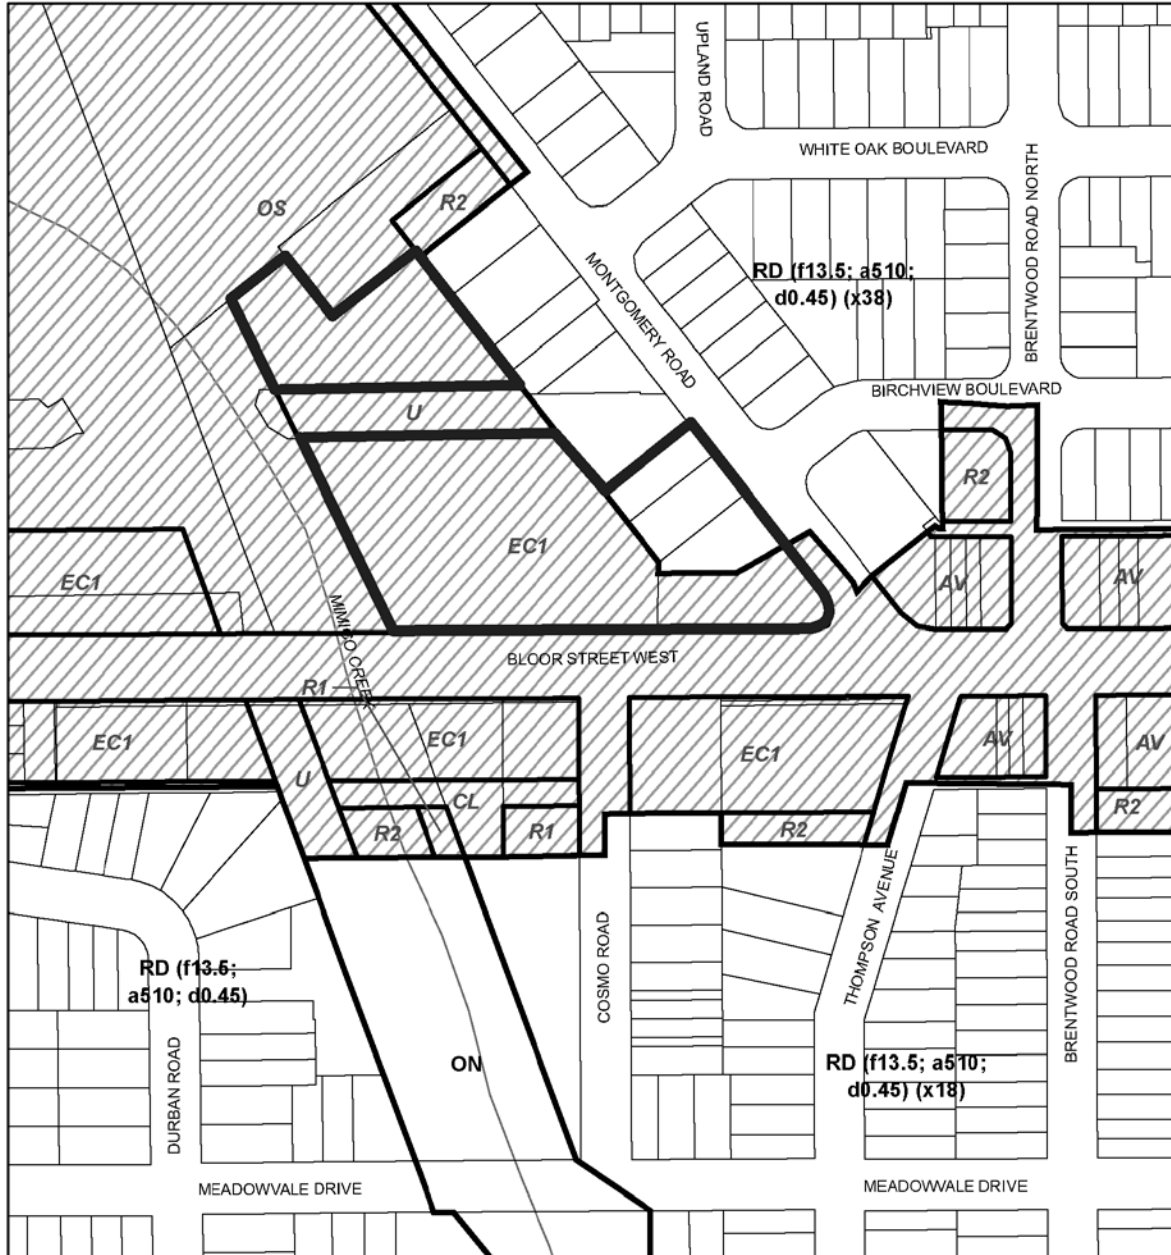 UPLAND ROAD
WHITE OAK BOULEVARD
BRENTWOOD ROAD NORTH
OS
R2
MONTGOMERY ROAD
RD (f13.5; a510;
d0.45) (x38)
BIRCHVIEW BOULEVARD
U
R2
EC1
EC1
AV
AV
MIMICO CREEK
BLOOR STREET WEST
R1
EC1
EC1
EC1
AV
AV
U
CL
R2
R1
R2
R2
THOMPSON AVENUE
BRENTWOOD ROAD SOUTH
COSMO ROAD
RD (f13.5;
a510; d0.45)
DURBAN ROAD
ON
RD (f13.5; a510;
d0.45) (x18)
MEADOWVALE DRIVE
MEADOWVALE DRIVE